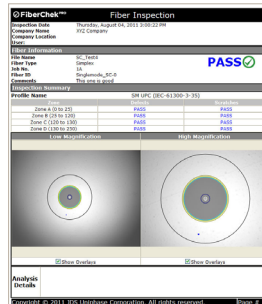 FiberChek PRO Fiber Inspection
Inspection Date Thursday, August 04, 2011 3:00:22 PM
Company Name XYZ Company
Company Location
User:
Fiber Information
File Name SC_Test4
Fiber Type Simplex
Job No. 1A
Fiber ID Singlemode_SC-0
Comments This one is good
PASS
Inspection Summary
Profile Name SM UPC (IEC-61300-3-35)
Zone Defects Scratches
Zone A (0 to 25) PASS PASS
Zone B (25 to 120) PASS PASS
Zone C (120 to 130) PASS PASS
Zone D (130 to 250) PASS PASS
Low Magnification High Magnification
Show Overlays Show Overlays
Analysis
Details
Copyright © 2011 JDS Uniphase Corporation. All rights reserved. Page #